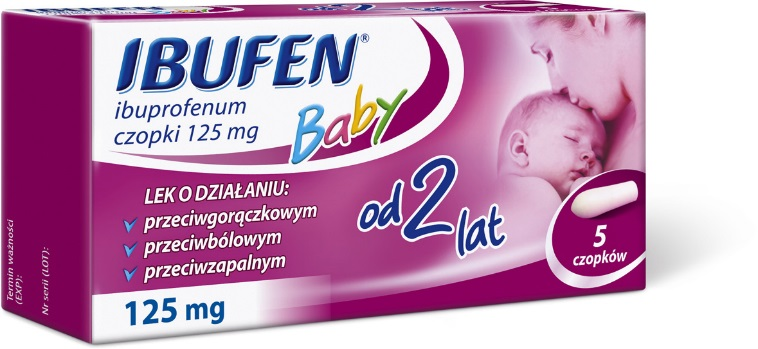 IBUFEN®
ibuprofenum
czopki 125 mg
Baby
LEK O DZIAŁANIU:
przeciwgorączkowym
przeciwbólowym
przeciwzapalnym
od 2 lat
5
czopków
125 mg
Termin ważności
(EXP):
Nr serii (LOT):